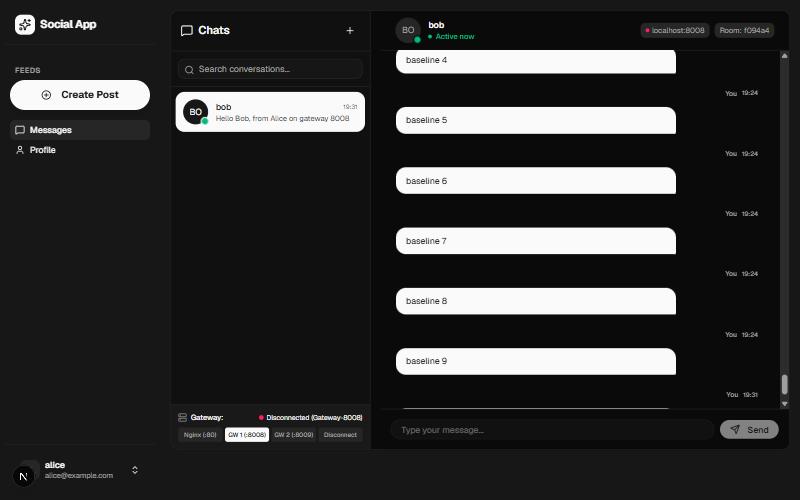 Social App
FEEDS
Create Post
Messages
Profile
alice
alice@example.com
N
Chats
Search conversations...
BO
bob
19:31
Hello Bob, from Alice on gateway 8008
Gateway:
Disconnected (Gateway-8008)
Nginx (:80)
GW 1 (:8008)
GW 2 (:8009)
Disconnect
BO
bob
Active now
localhost:8008
Room: f094a4
baseline 4
You 19:24
baseline 5
You 19:24
baseline 6
You 19:24
baseline 7
You 19:24
baseline 8
You 19:24
baseline 9
You 19:31
Type your message...
Send